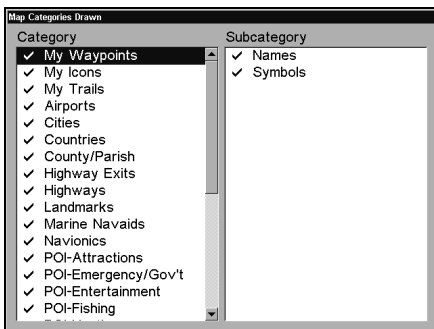 Map Categories Drawn
Category
My Waypoints
My Icons
My Trails
Airports
Cities
Countries
County/Parish
Highway Exits
Highways
Landmarks
Marine Navaids
Navionics
POI-Attractions
POI-Emergency/Gov't
POI-Entertainment
POI-Fishing
Subcategory
Names
Symbols